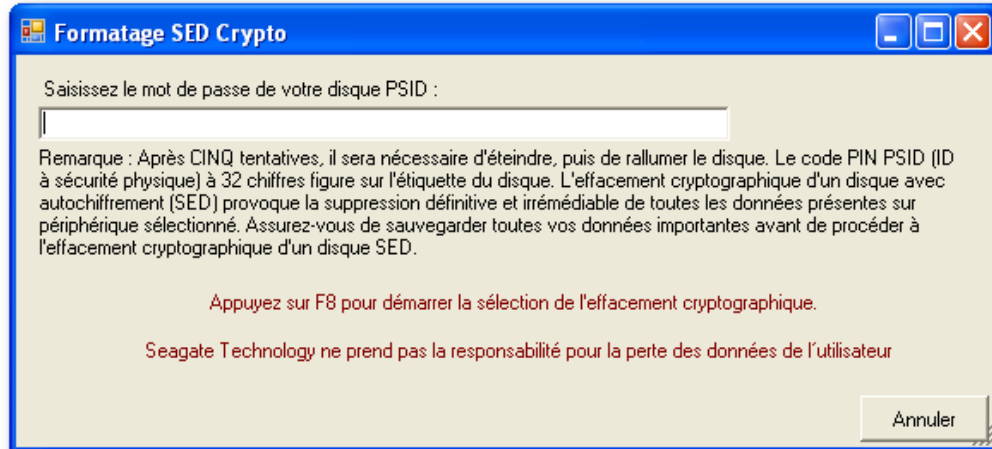 Formatage SED Crypto
Saisissez le mot de passe de votre disque PSID :
Remarque : Après CINQ tentatives, il sera nécessaire d'éteindre, puis de rallumer le disque. Le code PIN PSID (ID
à sécurité physique) à 32 chiffres figure sur l'étiquette du disque. L'effacement cryptographique d'un disque avec
autochiffrement (SED) provoque la suppression définitive et irrémédiable de toutes les données présentes sur
périphérique sélectionné. Assurez-vous de sauvegarder toutes vos données importantes avant de procéder à
l'effacement cryptographique d'un disque SED.
Appuyez sur F8 pour démarrer la sélection de l'effacement cryptographique.
Seagate Technology ne prend pas la responsabilité pour la perte des données de l´utilisateur
Annuler